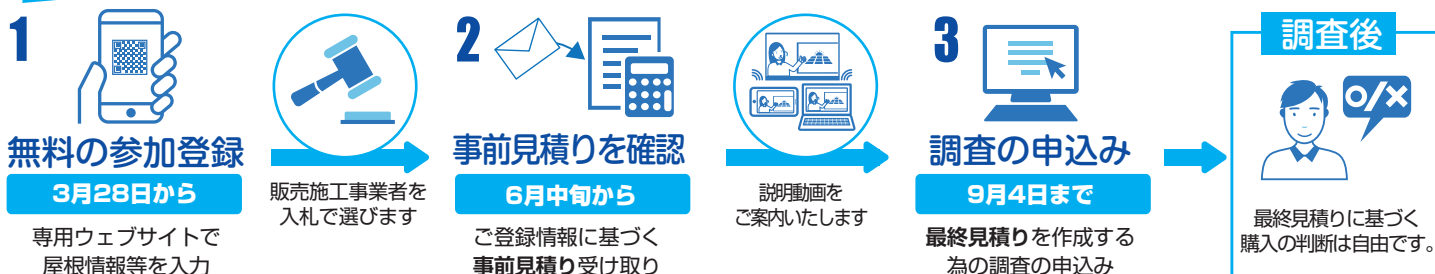 1
無料の参加登録
3月28日から
専用ウェブサイトで
屋根情報等を入力
販売施工事業者を
入札で選びます
2
事前見積りを確認
6月中旬から
ご登録情報に基づく
事前見積り受け取り
説明動画を
ご案内いたします
3
調査の申込み
9月4日まで
最終見積りを作成する
為の調査の申込み
調査後
o/×
最終見積りに基づく
購入の判断は自由です。